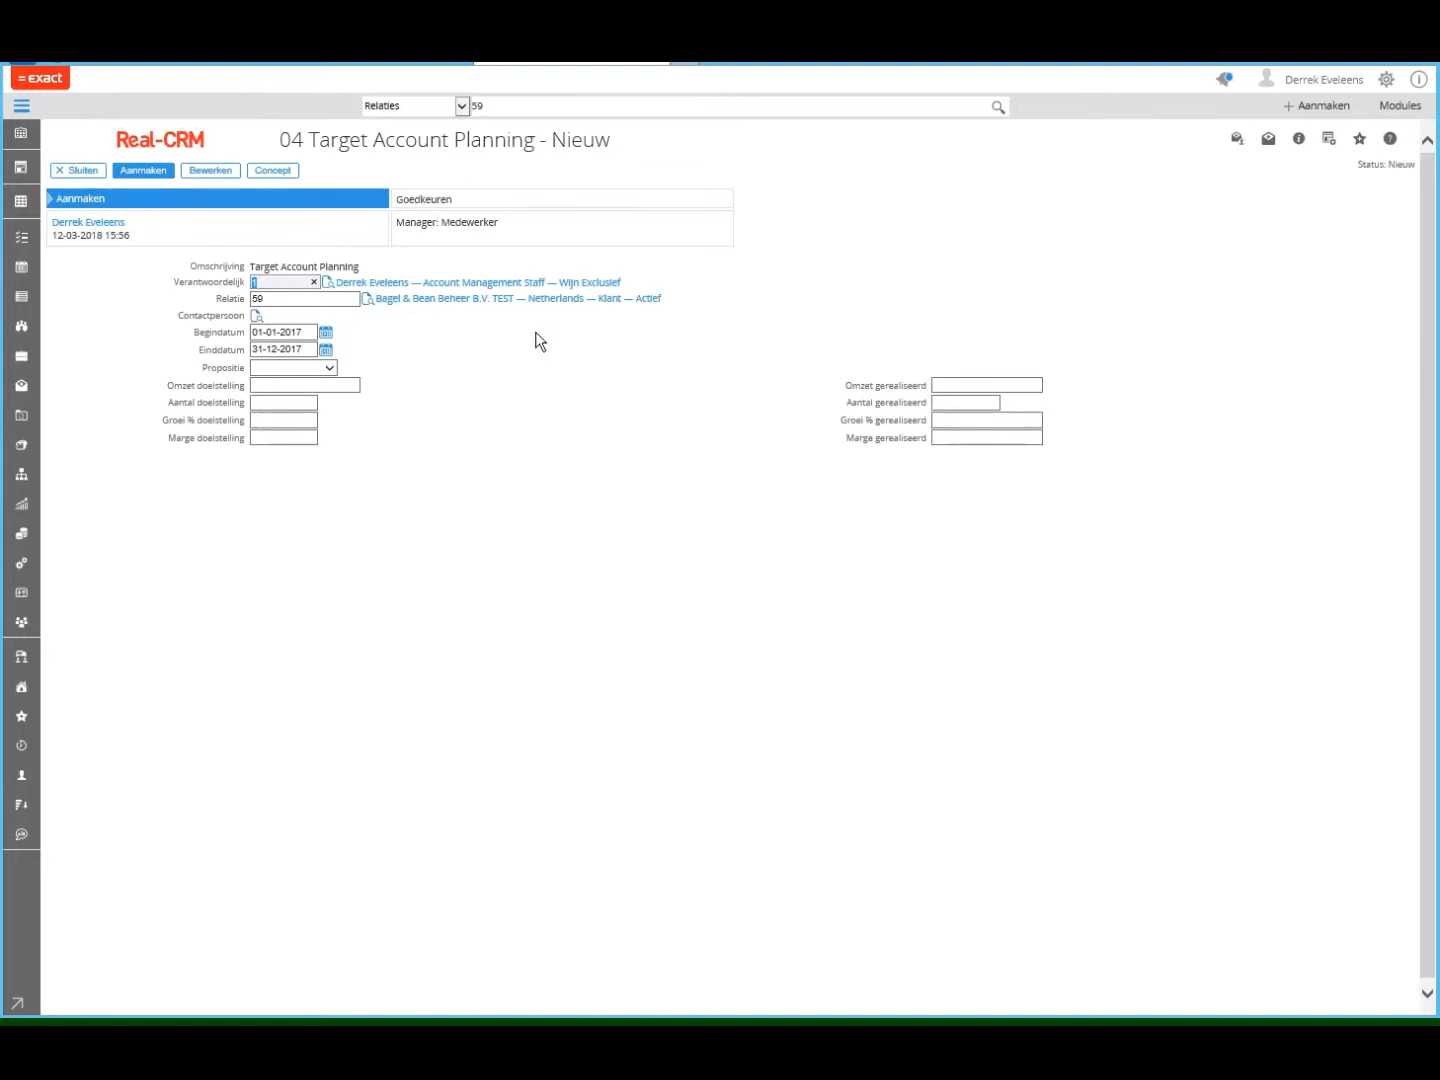 = exact
Derrek Eveleens
Relaties 59
+ Aanmaken Modules
Real-CRM 04 Target Account Planning - Nieuw
Status: Nieuw
X Sluiten Aanmaken Bewerken Concept
Aanmaken Goedkeuren
Derrek Eveleens Manager: Medewerker
12-03-2018 15:56
Omschrijving Target Account Planning
Verantwoordelijk 1 × Derrek Eveleens — Account Management Staff — Wijn Exclusief
Relatie 59 Bagel & Bean Beheer B.V. TEST — Netherlands — Klant — Actief
Contactpersoon
Begindatum 01-01-2017
Einddatum 31-12-2017
Propositie
Omzet doelstelling Omzet gerealiseerd
Aantal doelstelling Aantal gerealiseerd
Groei % doelstelling Groei % gerealiseerd
Marge doelstelling Marge gerealiseerd